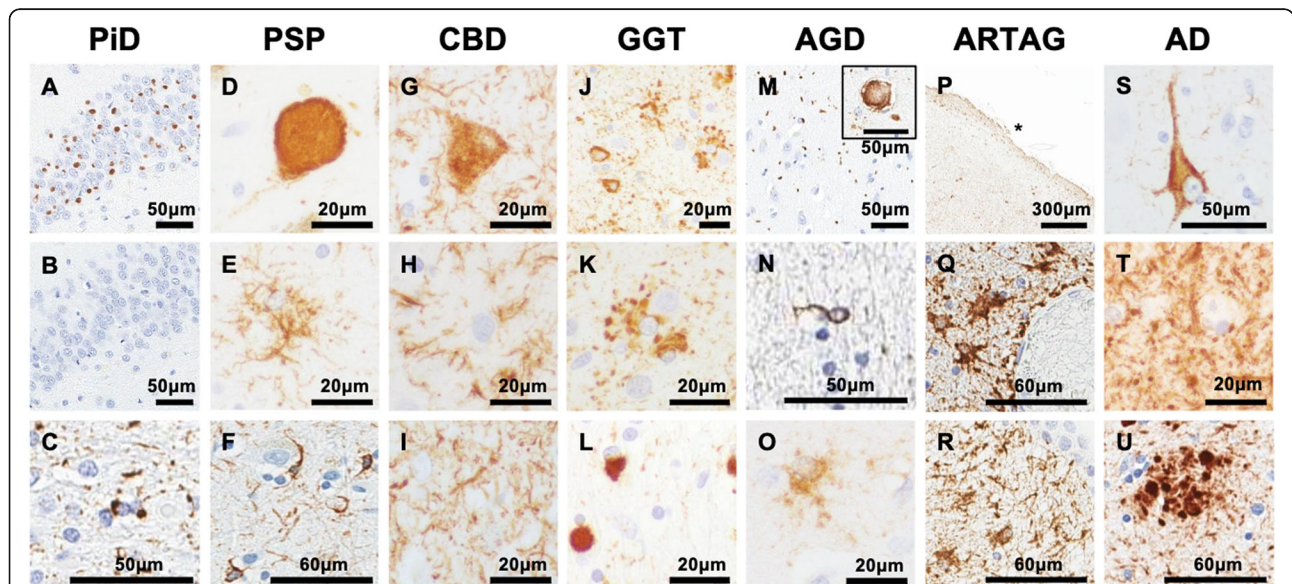 PiD PSP CBD GGT AGD ARTAG AD
A D G J M P S
*
50μm
50μm 20μm 20μm 20μm 50μm 300μm 50μm
B E H K N Q T
50μm 20μm 20μm 20μm 50μm 60μm 20μm
C F I L O R U
50μm 60μm 20μm 20μm 20μm 60μm 60μm